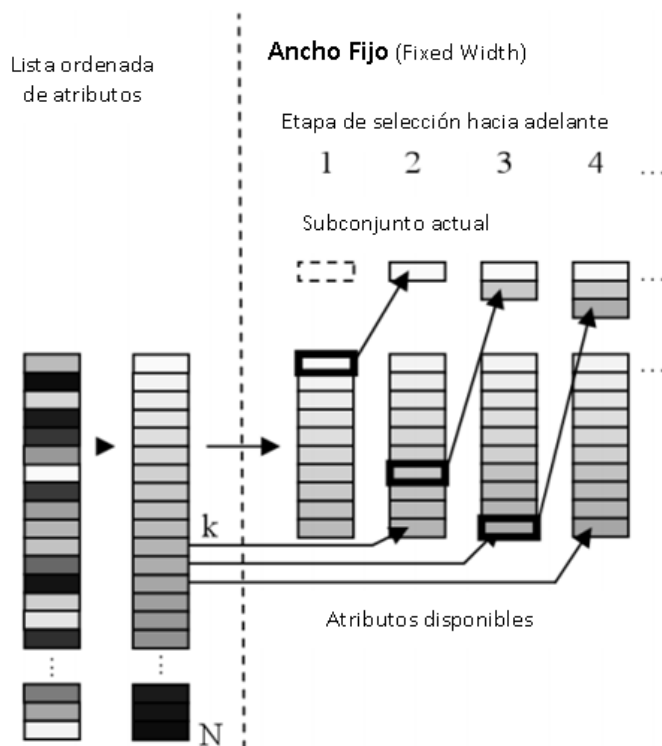 Lista ordenada
de atributos
Ancho Fijo (Fixed Width)
Etapa de selección hacia adelante
1 2 3 4 ...
Subconjunto actual
...
...
k
Atributos disponibles
N